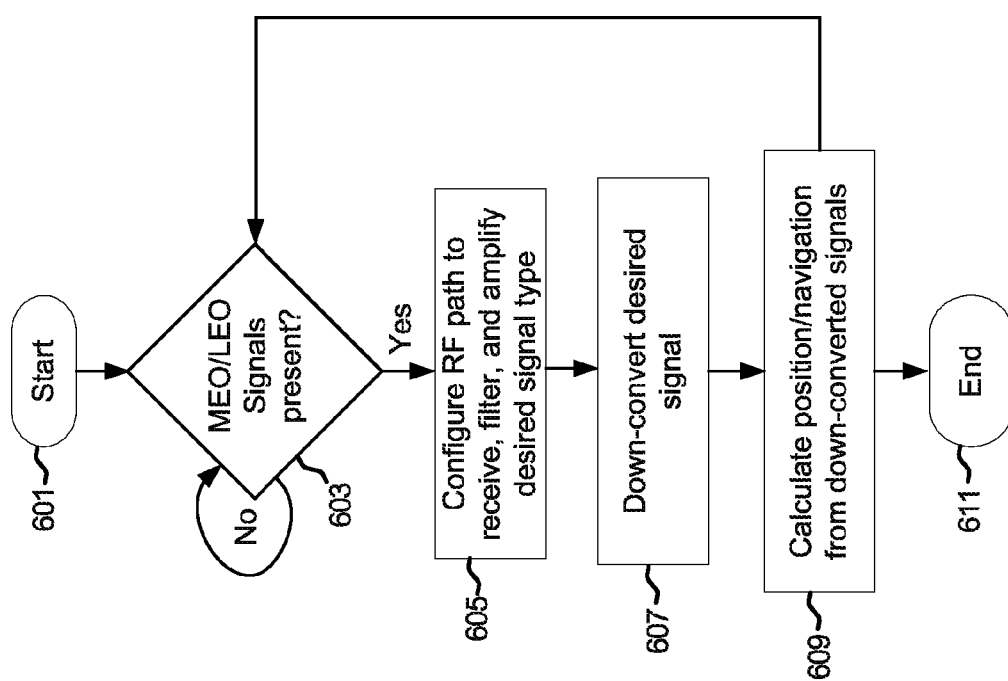 Start
601
MEO/LEO
Signals
present?
No
603
Yes
Configure RF path to
receive, filter, and amplify
desired signal type
605
Down-convert desired
signal
607
Calculate position/navigation
from down-converted signals
609
End
611